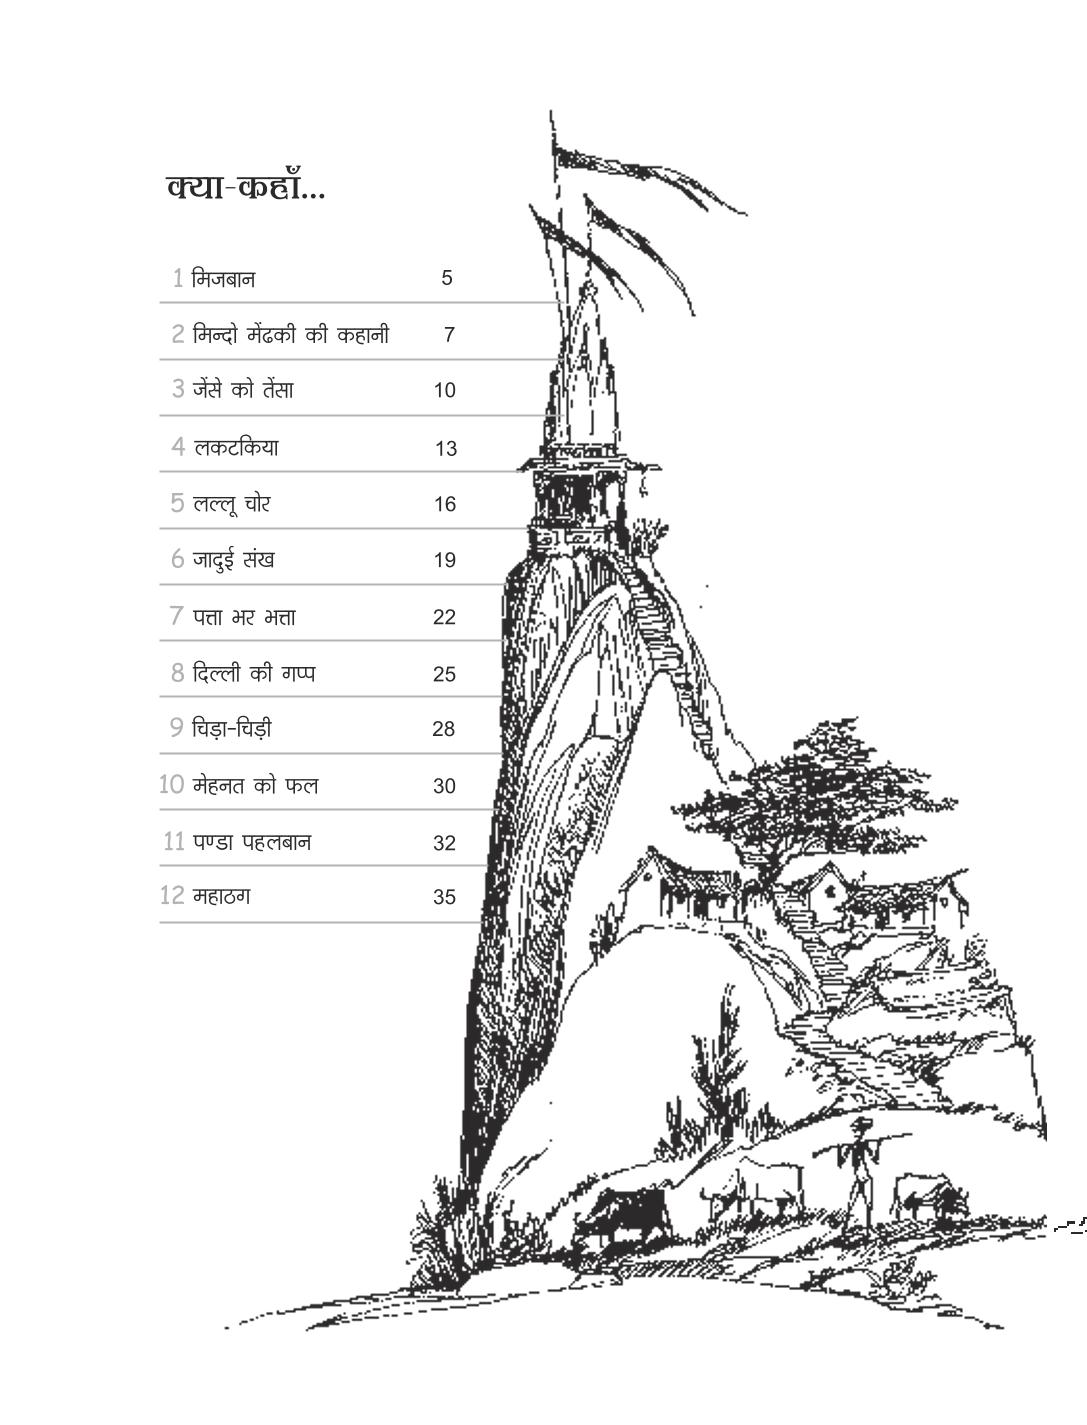 क्या-कहाँ...
1 मिजबान 5
2 मिन्दो मेंढकी की कहानी 7
3 जेंसे को तेंसा 10
4 लकटकिया 13
5 लल्लू चोर 16
6 जादुई संख 19
7 पत्ता भर भत्ता 22
8 दिल्ली की गप्प 25
9 चिड़ा-चिड़ी 28
10 मेहनत को फल 30
11 पण्डा पहलबान 32
12 महाठग 35